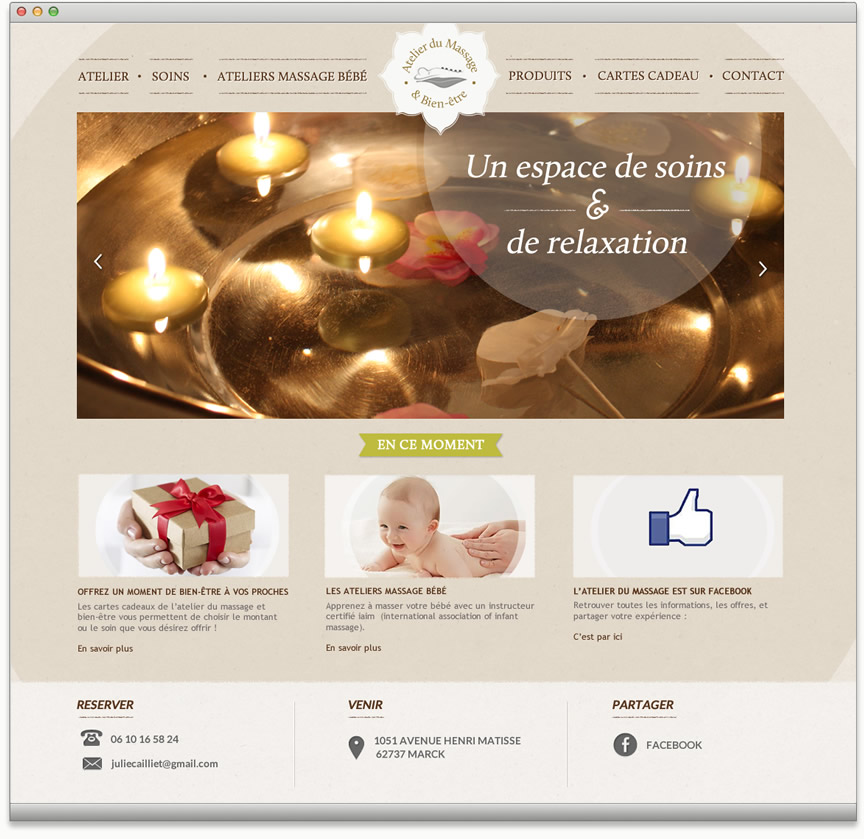 ATELIER • SOINS • ATELIERS MASSAGE BÉBÉ
Atelier du Massage
& Bien-être
PRODUITS • CARTES CADEAU • CONTACT
Un espace de soins
&
de relaxation
EN CE MOMENT
OFFREZ UN MOMENT DE BIEN-ÊTRE À VOS PROCHES
Les cartes cadeaux de l'atelier du massage et
bien-être vous permettent de choisir le montant
ou le soin que vous désirez offrir !
En savoir plus
LES ATELIERS MASSAGE BÉBÉ
Apprenez à masser votre bébé avec un instructeur
certifié Iaim (international association of infant
massage).
En savoir plus
L'ATELIER DU MASSAGE EST SUR FACEBOOK
Retrouver toutes les informations, les offres, et
partager votre expérience :
C'est par ici
RESERVER
06 10 16 58 24
juliecailliet@gmail.com
VENIR
1051 AVENUE HENRI MATISSE
62737 MARCK
PARTAGER
FACEBOOK